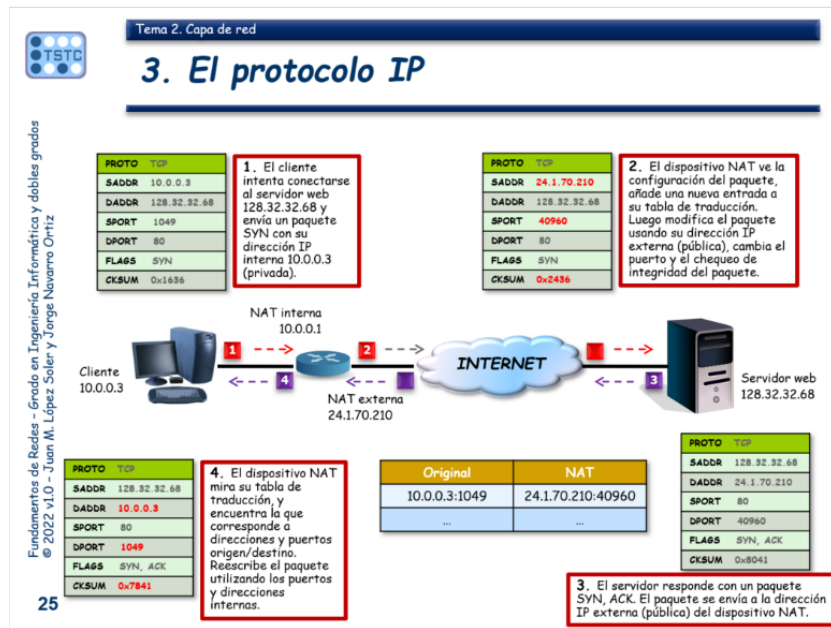 Tema 2. Capa de red
TSTC
3. El protocolo IP
Fundamentos de Redes - Grado en Ingeniería Informática y dobles grados
© 2022 v1.0 - Juan M. López Soler y Jorge Navarro Ortiz
PROTO TCP
SADDR 10.0.0.3
DADDR 128.32.32.68
SPORT 1049
DPORT 80
FLAGS SYN
CKSUM 0x1636
1. El cliente
intenta conectarse
al servidor web
128.32.32.68 y
envía un paquete
SYN con su
dirección IP
interna 10.0.0.3
(privada).
PROTO TCP
SADDR 24.1.70.210
DADDR 128.32.32.68
SPORT 40960
DPORT 80
FLAGS SYN
CKSUM 0x2436
2. El dispositivo NAT ve la
configuración del paquete,
añade una nueva entrada a
su tabla de traducción.
Luego modifica el paquete
usando su dirección IP
externa (pública), cambia el
puerto y el chequeo de
integridad del paquete.
NAT interna
10.0.0.1
1
2
INTERNET
Cliente
10.0.0.3
4
3
NAT externa
24.1.70.210
Servidor web
128.32.32.68
PROTO TCP
SADDR 128.32.32.68
DADDR 10.0.0.3
SPORT 80
DPORT 1049
FLAGS SYN, ACK
CKSUM 0x7841
4. El dispositivo NAT
mira su tabla de
traducción, y
encuentra la que
corresponde a
direcciones y puertos
origen/destino.
Reescribe el paquete
utilizando los puertos
y direcciones
internas.
Original NAT
10.0.0.3:1049 24.1.70.210:40960
... ...
PROTO TCP
SADDR 128.32.32.68
DADDR 24.1.70.210
SPORT 80
DPORT 40960
FLAGS SYN, ACK
CKSUM 0x8041
3. El servidor responde con un paquete
SYN, ACK. El paquete se envía a la dirección
IP externa (pública) del dispositivo NAT.
25